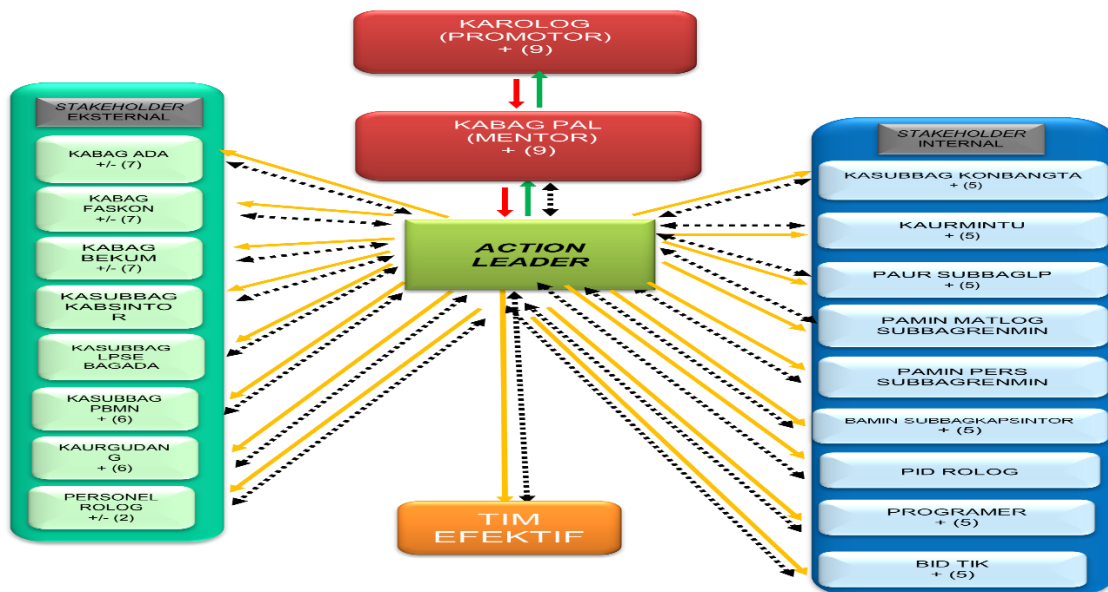 KAROLOG
(PROMOTOR)
+ (9)
KABAG PAL
(MENTOR)
+ (9)
STAKEHOLDER
EKSTERNAL
KABAG ADA
+/- (7)
KABAG
FASKON
+/- (7)
KABAG
BEKUM
+/- (7)
KASUBBAG
KABSINTO
R
KASUBBAG
LPSE
BAGADA
KASUBBAG
PBMN
+ (6)
KAURGUDAN
G
+ (6)
PERSONEL
ROLOG
+/- (2)
ACTION
LEADER
TIM
EFEKTIF
STAKEHOLDER
INTERNAL
KASUBBAG KONBANGTA
+ (5)
KAURMINTU
+ (5)
PAUR SUBBAGLP
+ (5)
PAMIN MATLOG
SUBBAGRENMIN
PAMIN PERS
SUBBAGRENMIN
BAMIN SUBBAGKAPSINTOR
+ (5)
PID ROLOG
PROGRAMER
+ (5)
BID TIK
+ (5)